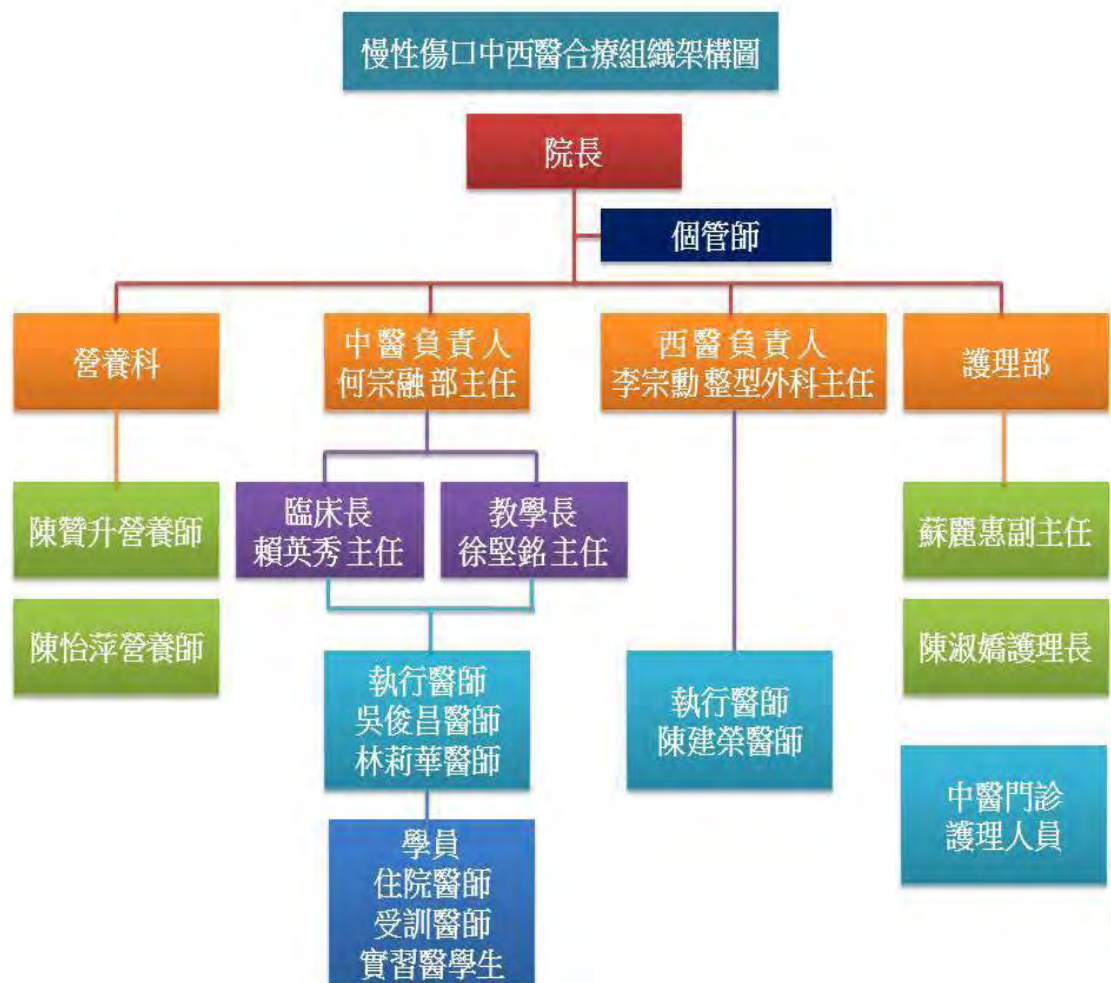 慢性傷口中西醫合療組織架構圖
院長
個管師
營養科
中醫負責人
何宗融部主任
西醫負責人
李宗勳整型外科主任
護理部
陳贊升營養師
臨床長
賴英秀主任
教學長
徐堅銘主任
蘇麗惠副主任
陳怡萍營養師
陳淑嬌護理長
執行醫師
吳俊昌醫師
林莉華醫師
執行醫師
陳建榮醫師
中醫門診
護理人員
學員
住院醫師
受訓醫師
實習醫學生